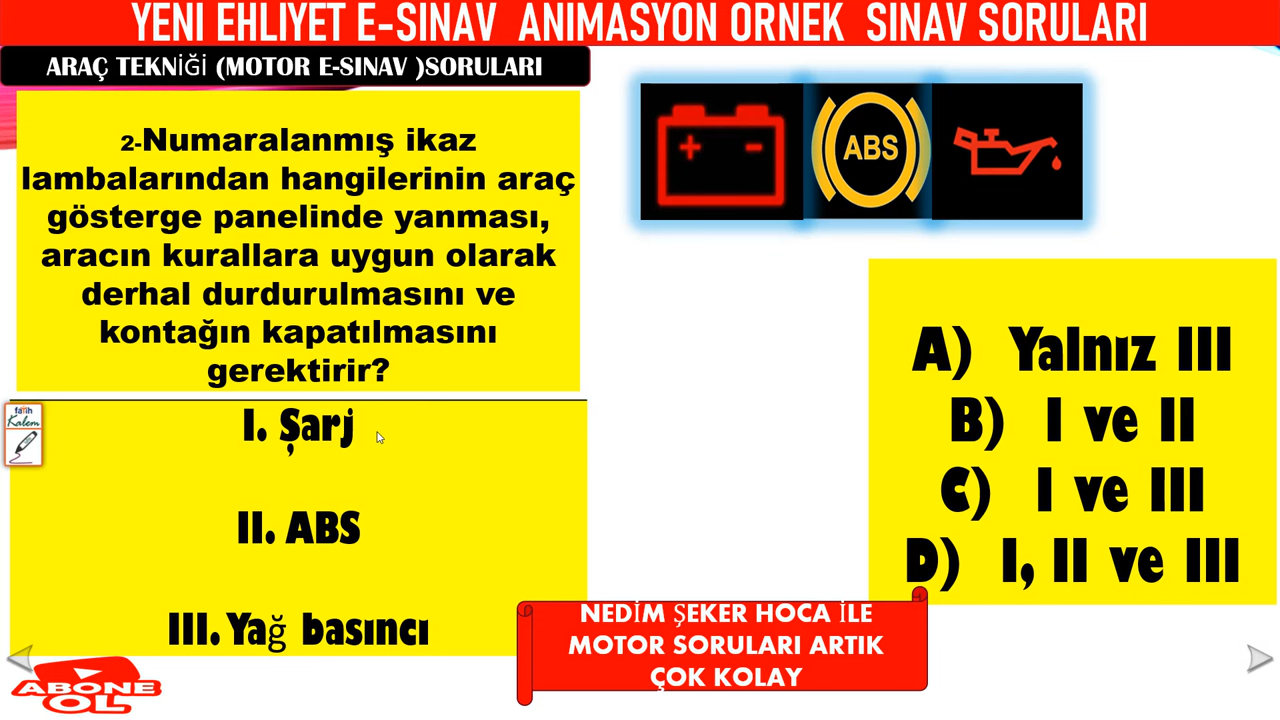 YENI EHLIYET E-SINAV ANIMASYON ORNEK SINAV SORULARI
ARAÇ TEKNİĞİ (MOTOR E-SINAV )SORULARI
2-Numaralanmış ikaz
lambalarından hangilerinin araç
gösterge panelinde yanması,
aracın kurallara uygun olarak
derhal durdurulmasını ve
kontağın kapatılmasını
gerektirir?
+ -
ABS
fatih
Kalem
I. Şarj
II. ABS
III. Yağ basıncı
A) Yalnız III
B) I ve II
C) I ve III
D) I, II ve III
NEDİM ŞEKER HOCA İLE
MOTOR SORULARI ARTIK
ÇOK KOLAY
ABONE
OL